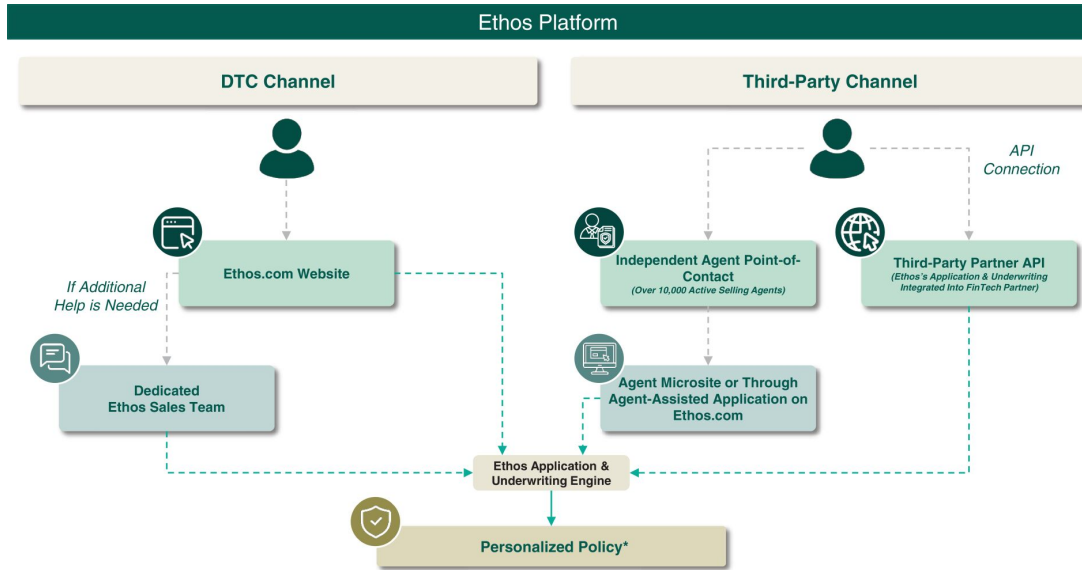 Ethos Platform
DTC Channel
Third-Party Channel
API
Connection
Ethos.com Website
Independent Agent Point-of-
Contact
(Over 10,000 Active Selling Agents)
Third-Party Partner API
(Ethos's Application & Underwriting
Integrated Into FinTech Partner)
If Additional
Help is Needed
Dedicated
Ethos Sales Team
Agent Microsite or Through
Agent-Assisted Application on
Ethos.com
Ethos Application &
Underwriting Engine
Personalized Policy*